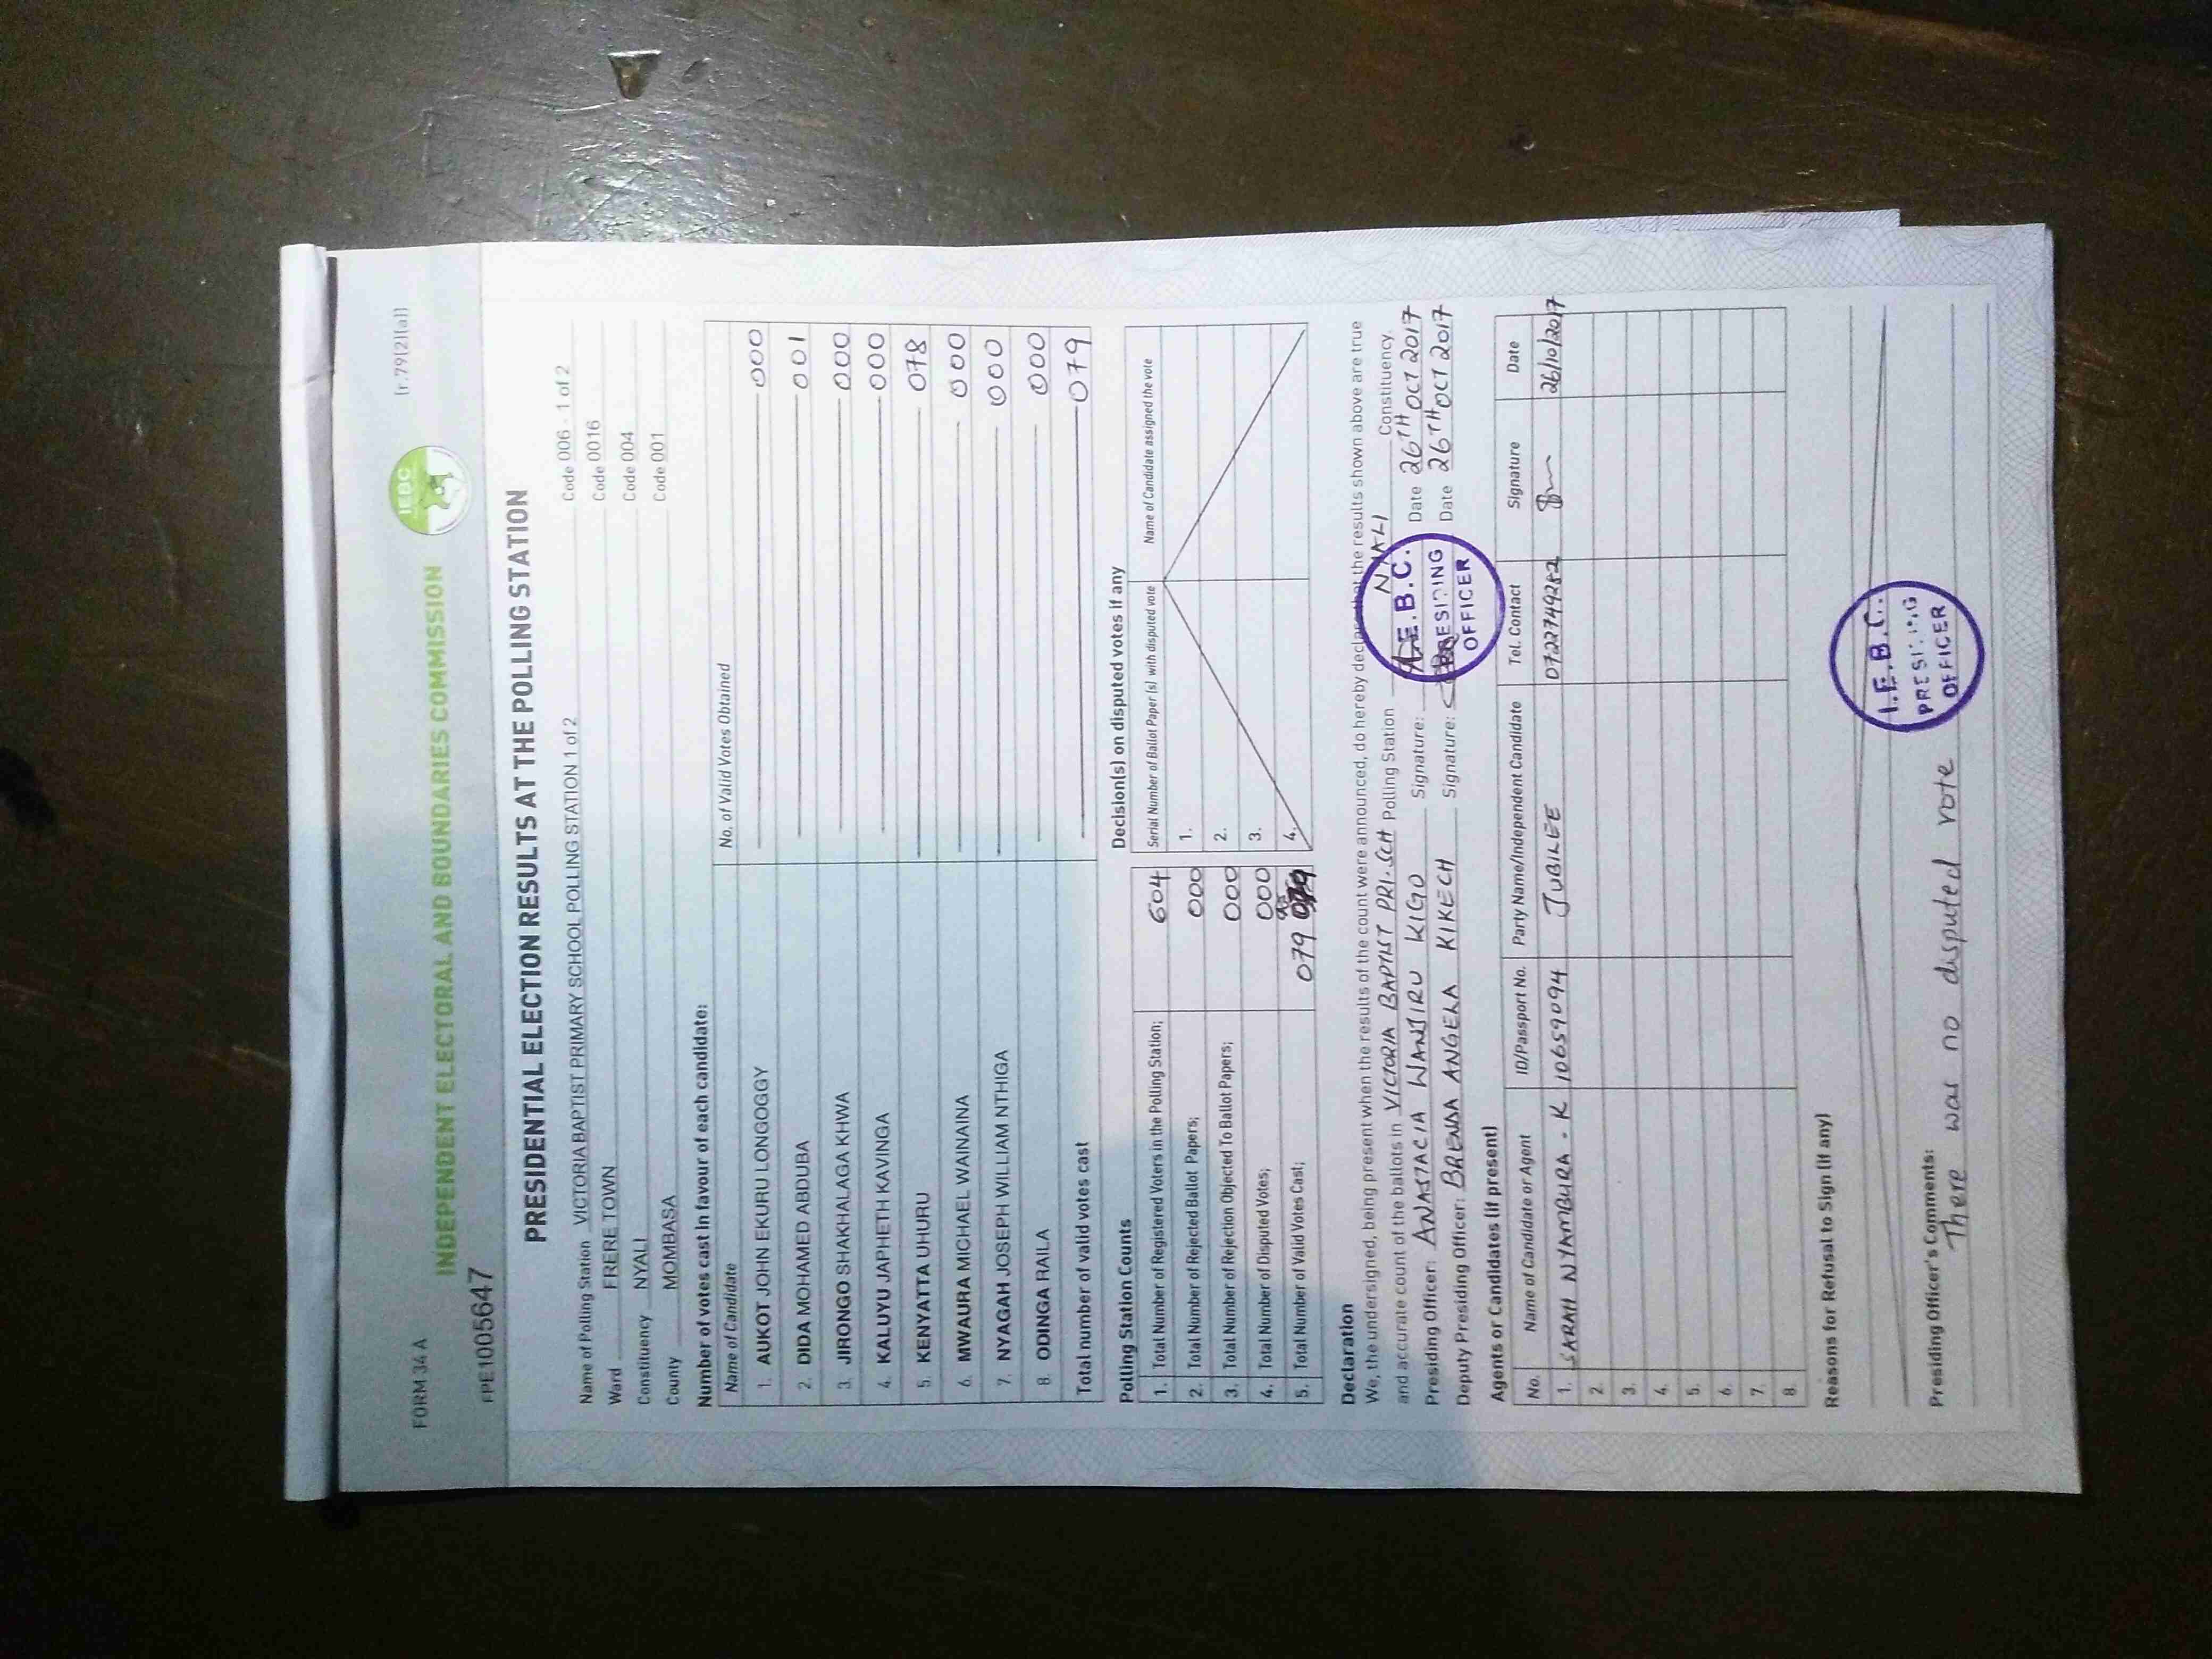 FORM 34 A
(r.79(2)(a))
IEBC
INDEPENDENT ELECTORAL AND BOUNDARIES COMMISSION
FPE1005647
PRESIDENTIAL ELECTION RESULTS AT THE POLLING STATION
Name of Polling Station VICTORIA BAPTIST PRIMARY SCHOOL POLLING STATION 1 of 2 Code 006 - 1 of 2
Ward FRERE TOWN Code 0016
Constituency NYALI Code 004
County MOMBASA Code 001
Number of votes cast in favour of each candidate:
Name of Candidate No. of Valid Votes Obtained
1. AUKOT JOHN EKURU LONGOGGY 000
2. DIDA MOHAMED ABDUBA 001
3. JIRONGO SHAKHALAGA KHWA 000
4. KALUYU JAPHETH KAVINGA 000
5. KENYATTA UHURU 078
6. MWAURA MICHAEL WAINAINA 000
7. NYAGAH JOSEPH WILLIAM NTHIGA 000
8. ODINGA RAILA 000
Total number of valid votes cast 079
Polling Station Counts
1. Total Number of Registered Voters in the Polling Station; 604
2. Total Number of Rejected Ballot Papers; 000
3. Total Number of Rejection Objected To Ballot Papers; 000
4. Total Number of Disputed Votes; 000
5. Total Number of Valid Votes Cast; 079
Decision(s) on disputed votes if any
Serial Number of Ballot Paper (s) with disputed vote Name of Candidate assigned the vote
1.
2.
3.
4.
Declaration
We, the undersigned, being present when the results of the count were announced, do hereby declare that the results shown above are true
and accurate count of the ballots in VICTORIA BAPTIST PRI. SCH Polling Station NYALI Constituency.
Presiding Officer: ANASTACIA WANJIRU KIGO Signature: Date 26TH OCT 2017
Deputy Presiding Officer: BRENDA ANGELA KIKECH Signature: Date 26TH OCT 2017
I.E.B.C.
PRESIDING
OFFICER
Agents or Candidates (if present)
No. Name of Candidate or Agent ID/Passport No. Party Name/Independent Candidate Tel. Contact Signature Date
1. SARAH NYAMBURA - K 10659094 JUBILEE 0722749282 26/10/2017
2.
3.
4.
5.
6.
7.
8.
Reasons for Refusal to Sign (if any)
Presiding Officer's Comments:
There was no disputed vote
I.E.B.C.
PRESIDING
OFFICER